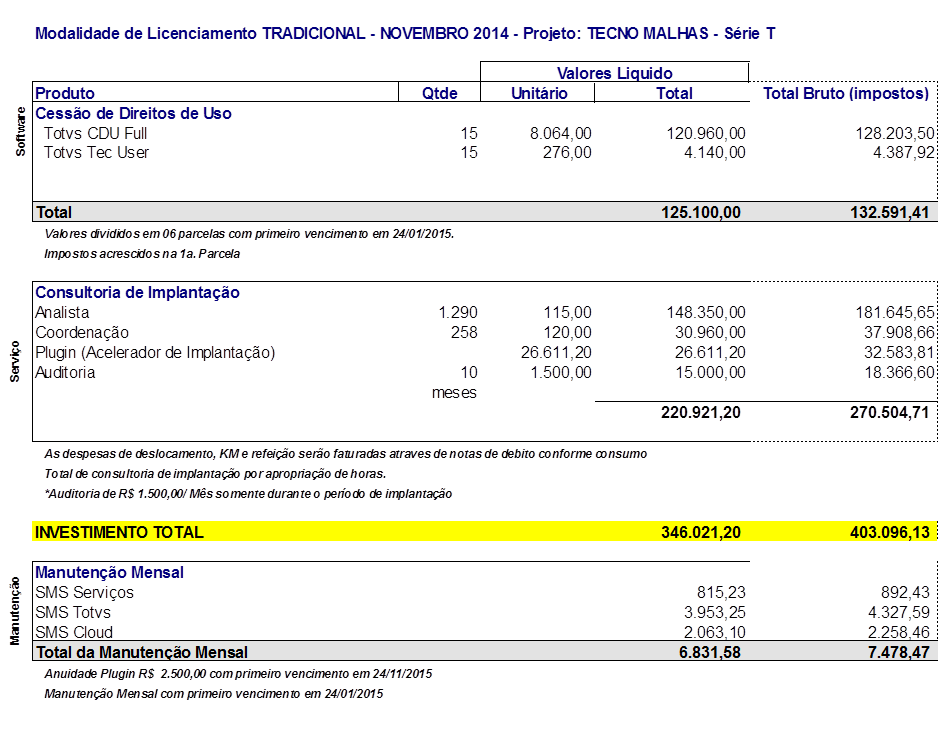 Modalidade de Licenciamento TRADICIONAL - NOVEMBRO 2014 - Projeto: TECNO MALHAS - Série T
Valores Liquido
Produto Qtde Unitário Total Total Bruto (impostos)
Software
Cessão de Direitos de Uso
Totvs CDU Full 15 8.064,00 120.960,00 128.203,50
Totvs Tec User 15 276,00 4.140,00 4.387,92
Total 125.100,00 132.591,41
Valores divididos em 06 parcelas com primeiro vencimento em 24/01/2015.
Impostos acrescidos na 1a. Parcela
Serviço
Consultoria de Implantação
Analista 1.290 115,00 148.350,00 181.645,65
Coordenação 258 120,00 30.960,00 37.908,66
Plugin (Acelerador de Implantação) 26.611,20 26.611,20 32.583,81
Auditoria 10 1.500,00 15.000,00 18.366,60
meses
220.921,20 270.504,71
As despesas de deslocamento, KM e refeição serão faturadas atraves de notas de debito conforme consumo
Total de consultoria de implantação por apropriação de horas.
*Auditoria de R$ 1.500,00/ Mês somente durante o período de implantação
INVESTIMENTO TOTAL 346.021,20 403.096,13
Manutenção
Manutenção Mensal
SMS Serviços 815,23 892,43
SMS Totvs 3.953,25 4.327,59
SMS Cloud 2.063,10 2.258,46
Total da Manutenção Mensal 6.831,58 7.478,47
Anuidade Plugin R$ 2.500,00 com primeiro vencimento em 24/11/2015
Manutenção Mensal com primeiro vencimento em 24/01/2015